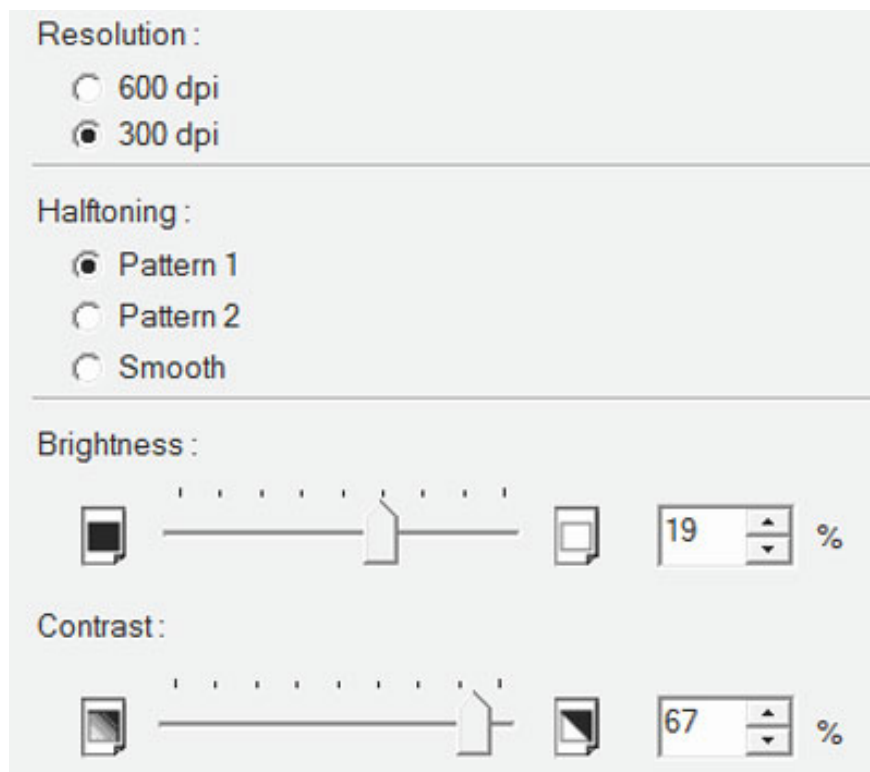 Resolution :
600 dpi
300 dpi
Halftoning :
Pattern 1
Pattern 2
Smooth
Brightness :
19 %
Contrast :
67 %